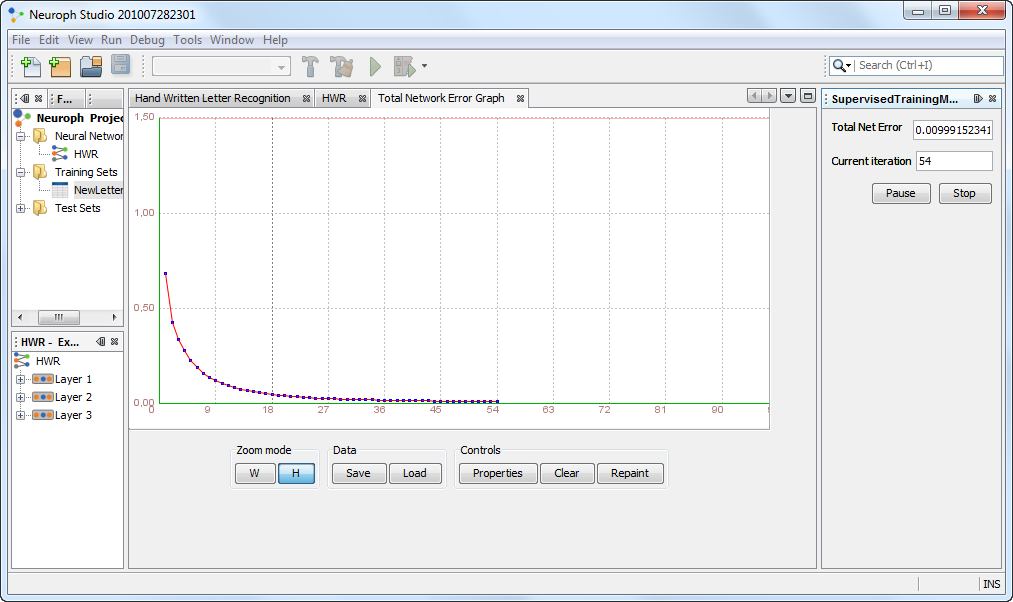 Neuroph Studio 201007282301
File Edit View Run Debug Tools Window Help
Search (Ctrl+I)
F...
Neuroph Projec
Neural Networ
HWR
Training Sets
NewLetter
Test Sets
HWR - Ex...
HWR
Layer 1
Layer 2
Layer 3
Hand Written Letter Recognition HWR Total Network Error Graph
1,50
1,00
0,50
0,00
0 9 18 27 36 45 54 63 72 81 90
Zoom mode Data Controls
W H Save Load Properties Clear Repaint
SupervisedTrainingM...
Total Net Error 0.00999152341
Current iteration 54
Pause Stop
INS